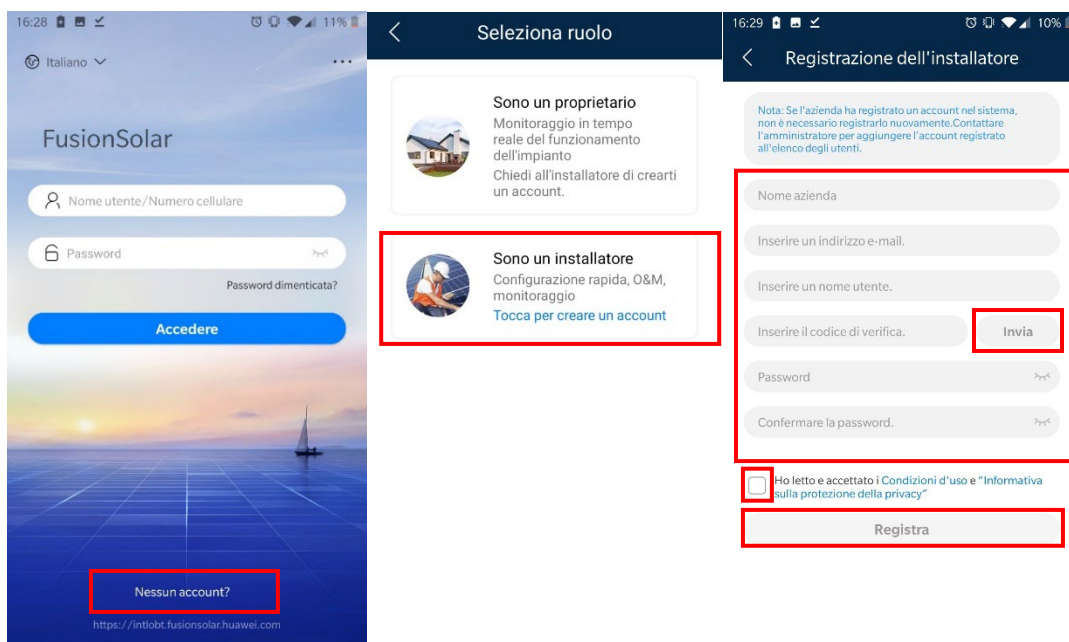 16:28
11%
Italiano
...
FusionSolar
Nome utente/Numero cellulare
Password
Password dimenticata?
Accedere
Nessun account?
https://intlobt.fusionsolar.huawei.com
Seleziona ruolo
Sono un proprietario
Monitoraggio in tempo
reale del funzionamento
dell'impianto
Chiedi all'installatore di crearti
un account.
Sono un installatore
Configurazione rapida, O&M,
monitoraggio
Tocca per creare un account
16:29
10%
Registrazione dell'installatore
Nota: Se l'azienda ha registrato un account nel sistema,
non è necessario registrarlo nuovamente.Contattare
l'amministratore per aggiungere l'account registrato
all'elenco degli utenti.
Nome azienda
Inserire un indirizzo e-mail.
Inserire un nome utente.
Inserire il codice di verifica.
Invia
Password
Confermare la password.
Ho letto e accettato i Condizioni d'uso e "Informativa
sulla protezione della privacy"
Registra